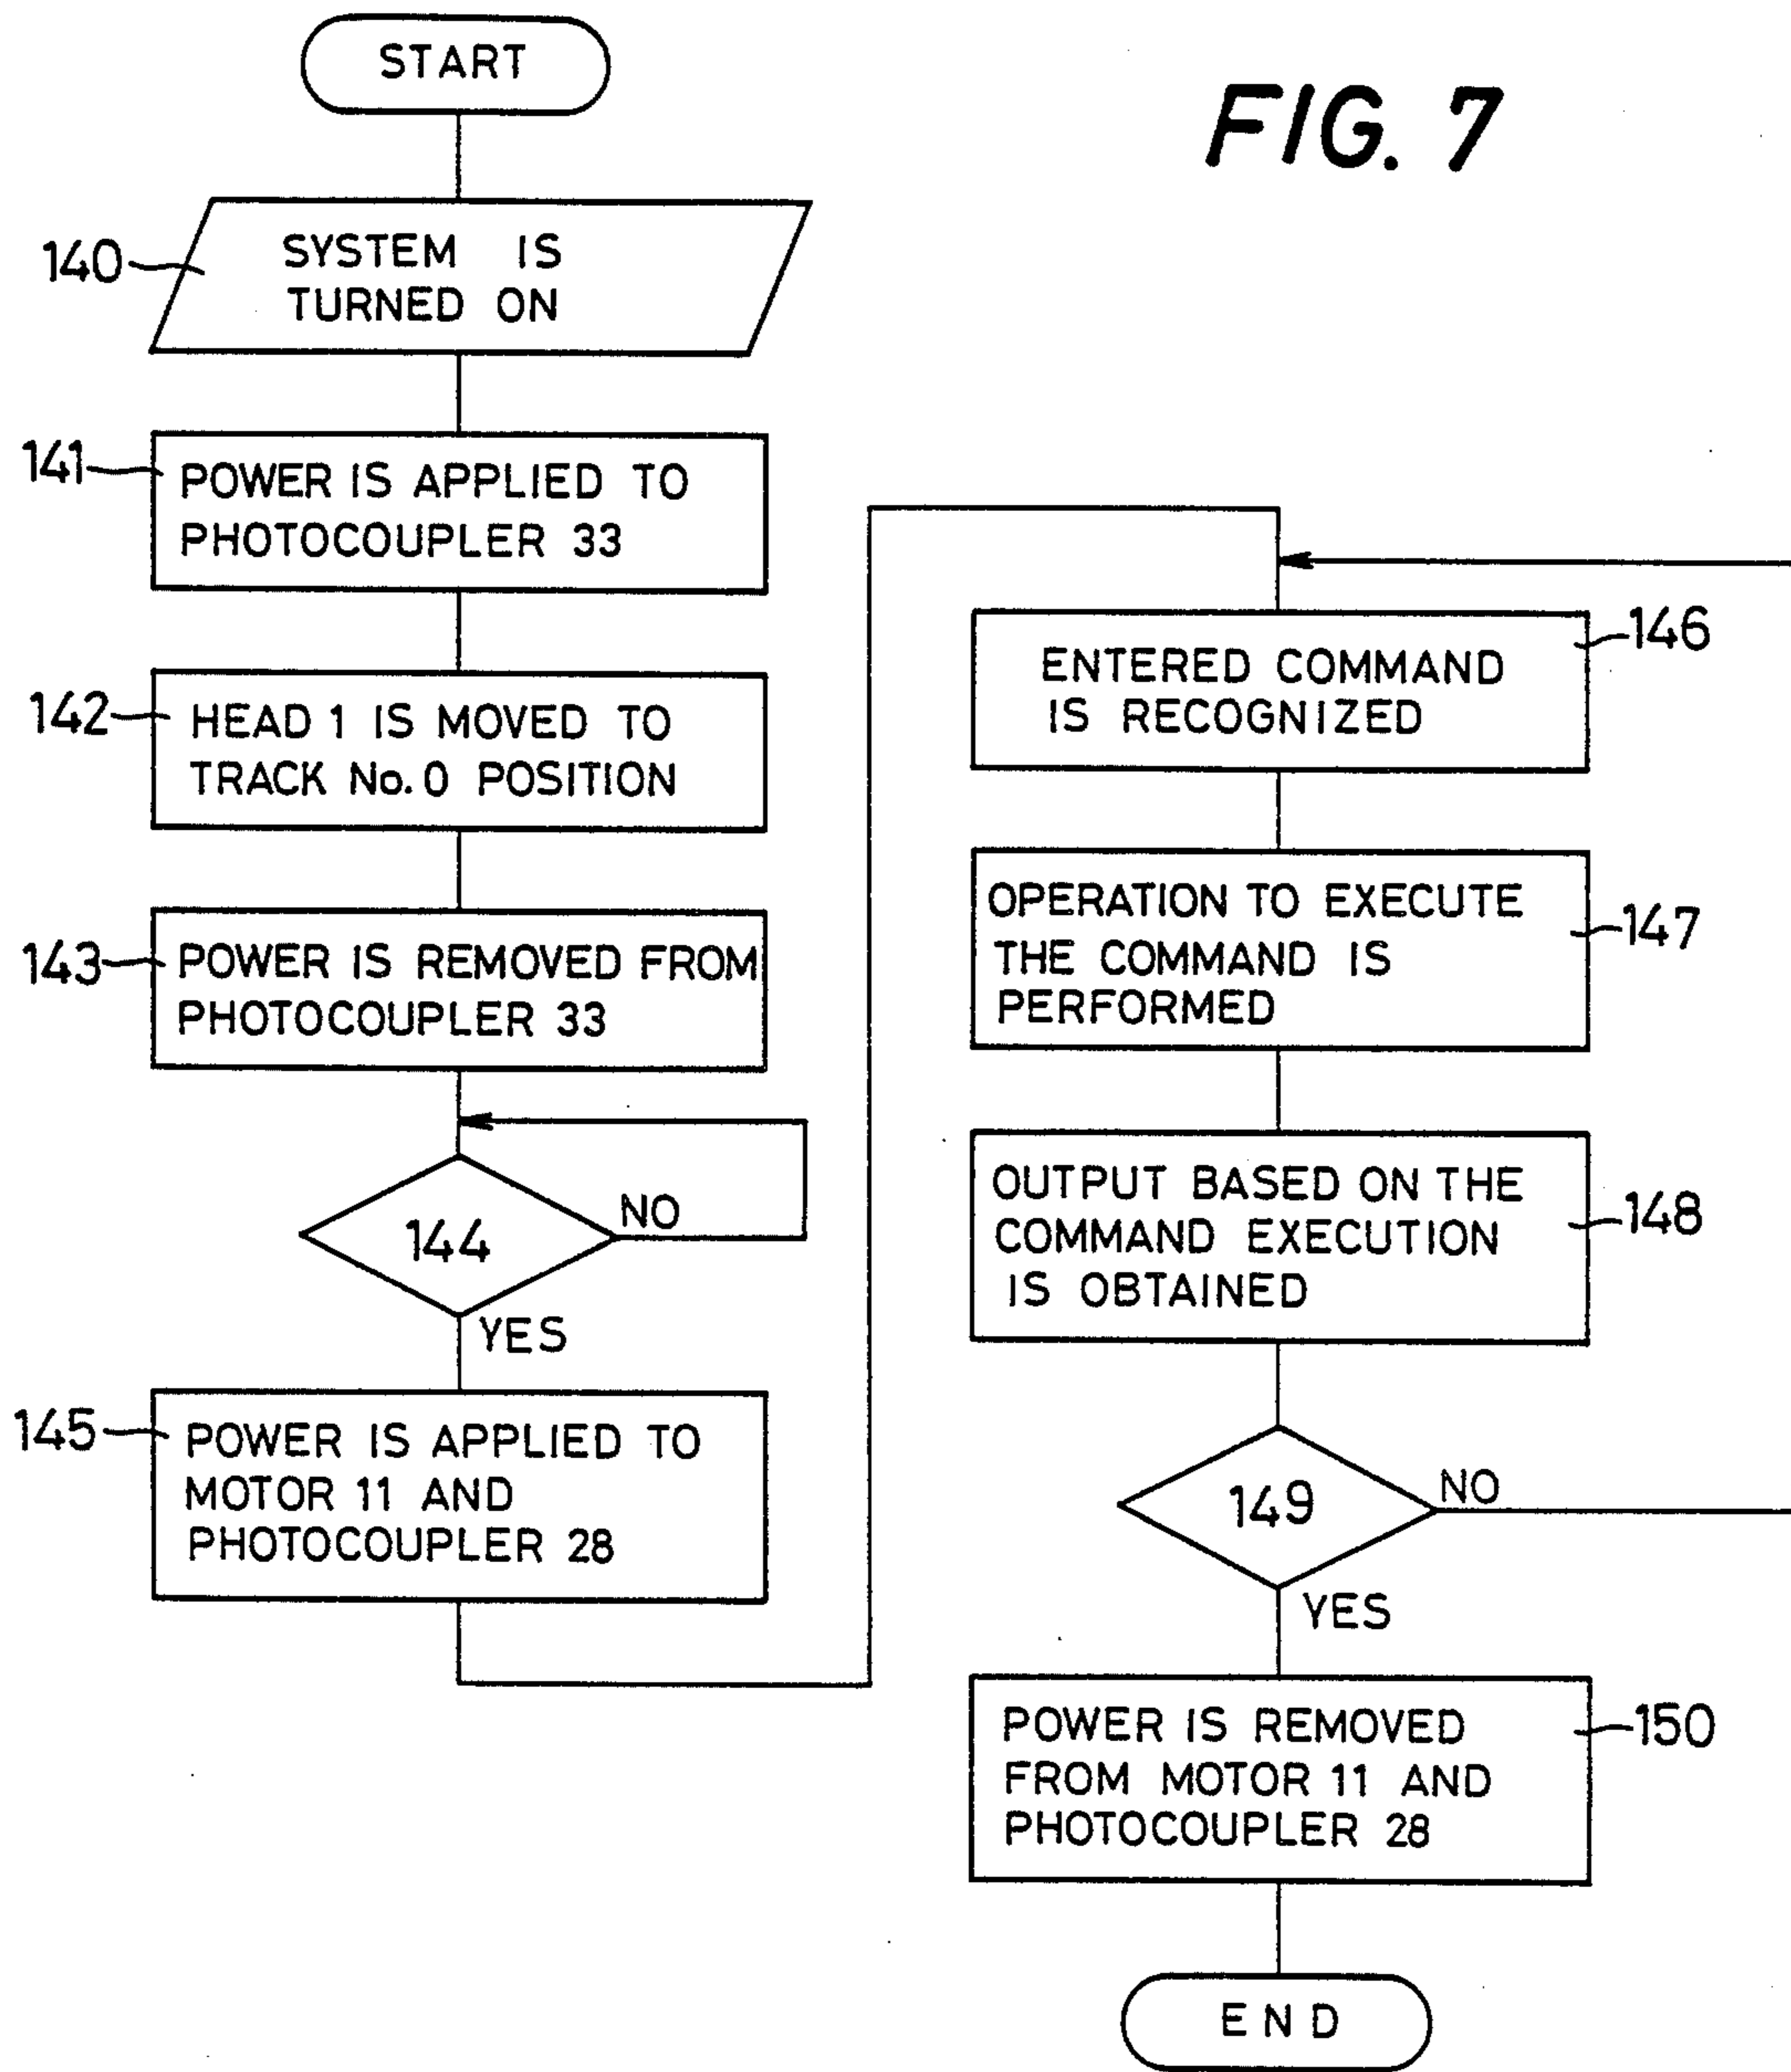 FIG. 7
START
140
SYSTEM IS
TURNED ON
141
POWER IS APPLIED TO
PHOTOCOUPLER 33
142
HEAD 1 IS MOVED TO
TRACK No. 0 POSITION
143
POWER IS REMOVED FROM
PHOTOCOUPLER 33
144
NO
YES
145
POWER IS APPLIED TO
MOTOR 11 AND
PHOTOCOUPLER 28
146
ENTERED COMMAND
IS RECOGNIZED
147
OPERATION TO EXECUTE
THE COMMAND IS
PERFORMED
148
OUTPUT BASED ON THE
COMMAND EXECUTION
IS OBTAINED
149
NO
YES
150
POWER IS REMOVED
FROM MOTOR 11 AND
PHOTOCOUPLER 28
END